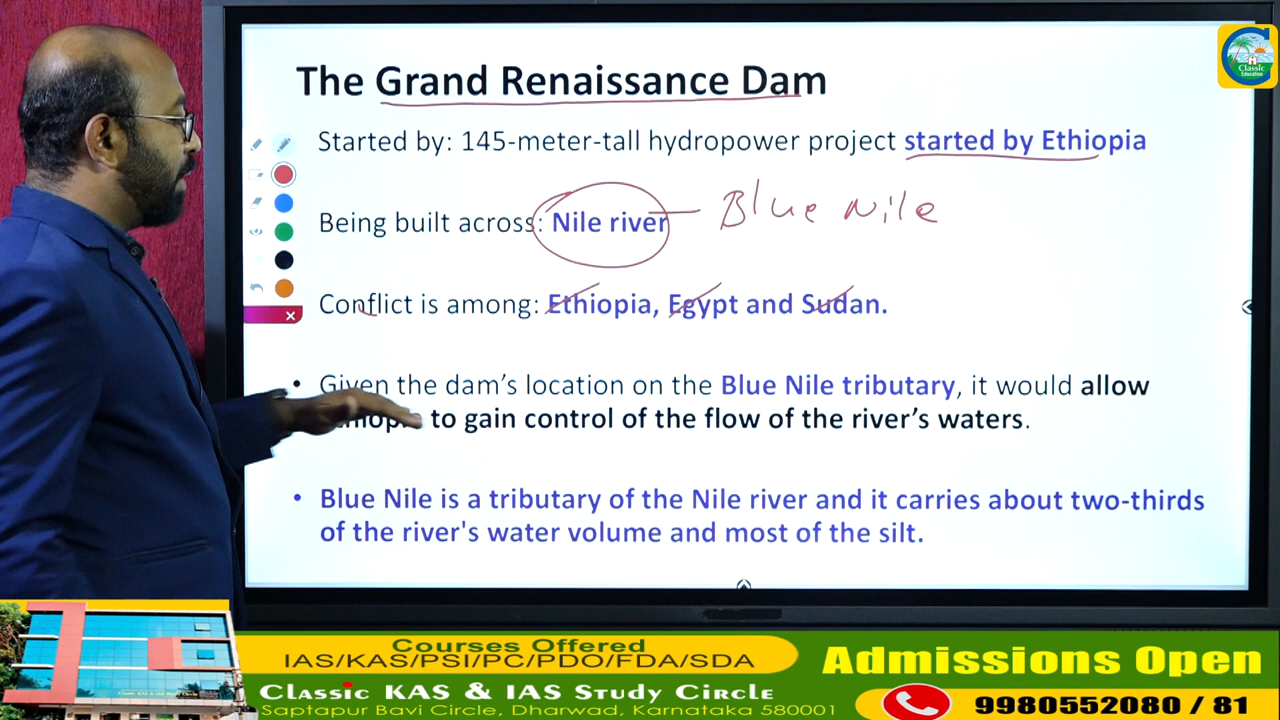 The Grand Renaissance Dam
Started by: 145-meter-tall hydropower project started by Ethiopia
Being built across: Nile river
Blue Nile
Conflict is among: Ethiopia, Egypt and Sudan.
• Given the dam's location on the Blue Nile tributary, it would allow
to gain control of the flow of the river's waters.
• Blue Nile is a tributary of the Nile river and it carries about two-thirds
of the river's water volume and most of the silt.
Classic
Education
Courses Offered
IAS/KAS/PSI/PC/PDO/FDA/SDA
Classic KAS & IAS Study Circle
Saptapur Bavi Circle, Dharwad, Karnataka 580001
Admissions Open
9980552080 / 81